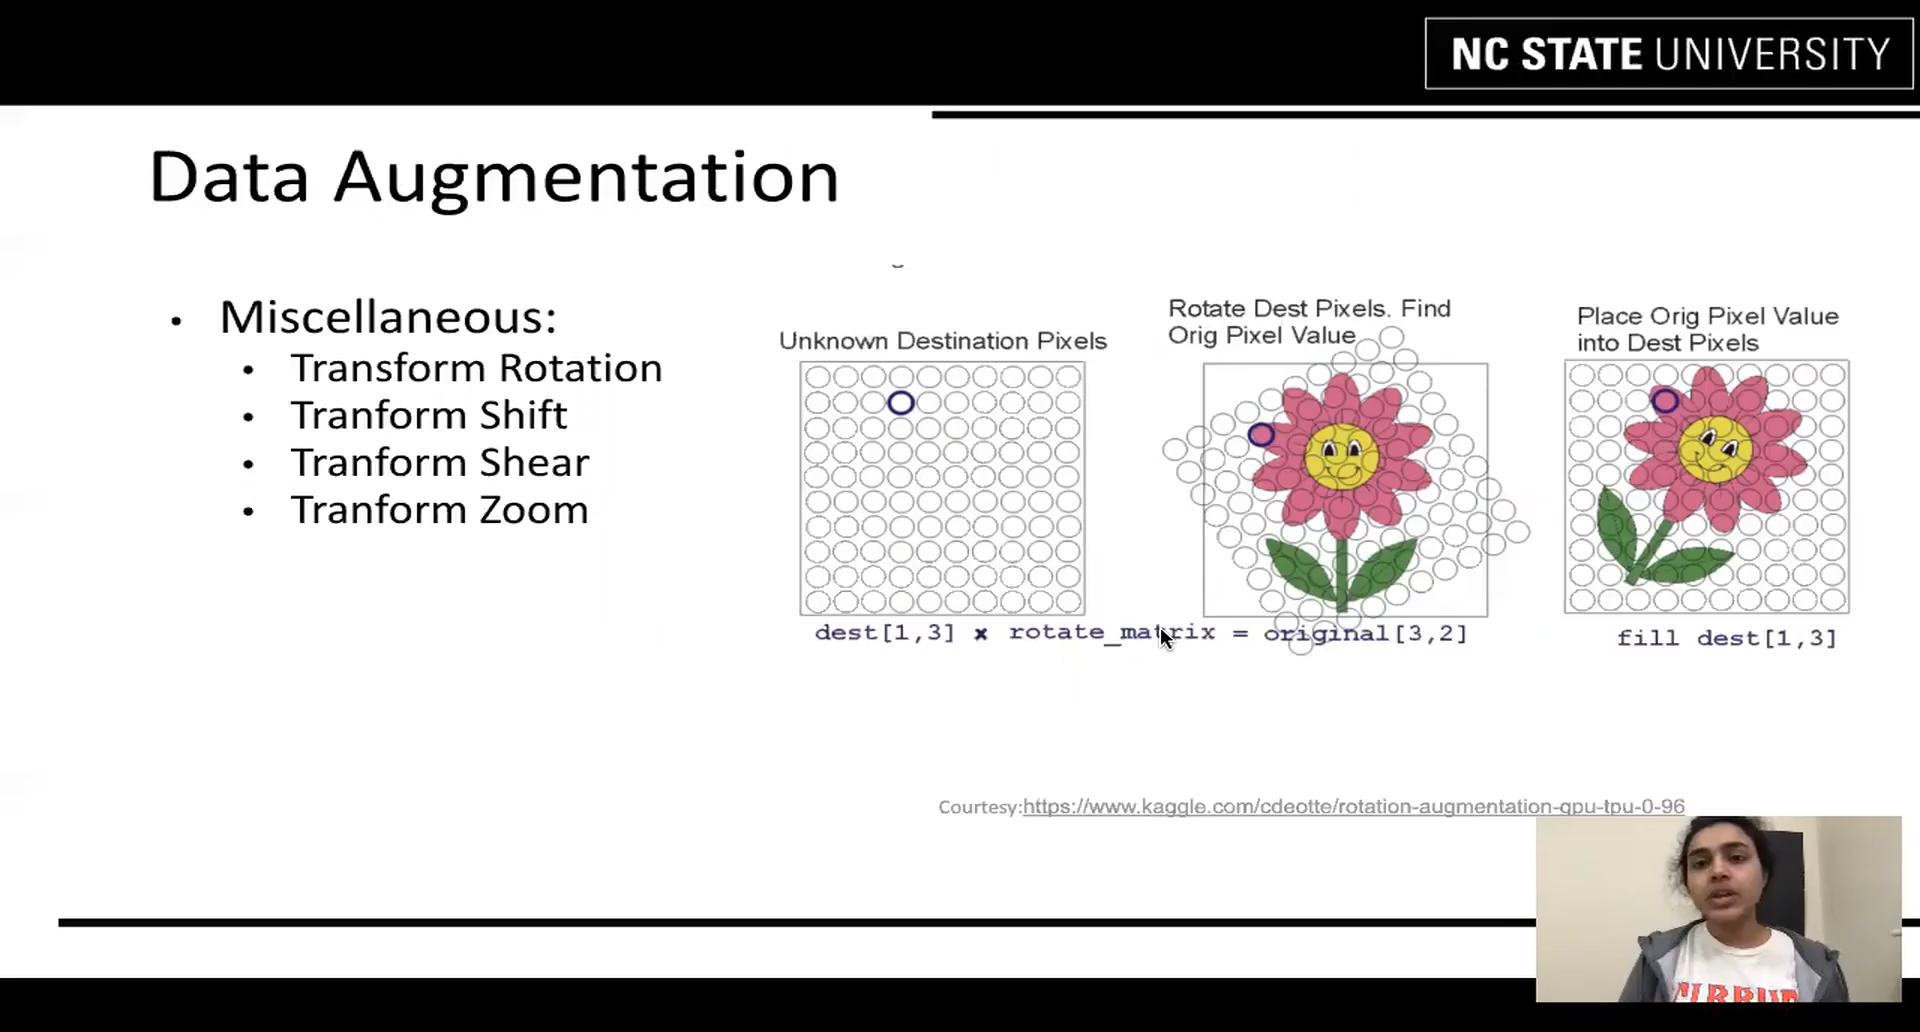 NC STATE UNIVERSITY
Data Augmentation
• Miscellaneous:
• Transform Rotation
• Tranform Shift
• Tranform Shear
• Tranform Zoom
Unknown Destination Pixels
Rotate Dest Pixels. Find
Orig Pixel Value
Place Orig Pixel Value
into Dest Pixels
dest[1,3] × rotate_matrix = original[3,2]
fill dest[1,3]
Courtesy:https://www.kaggle.com/cdeotte/rotation-augmentation-gpu-tpu-0-96